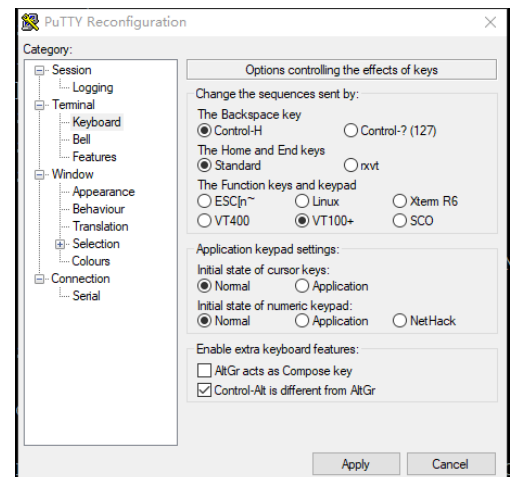 PuTTY Reconfiguration
Category:
Session
Logging
Terminal
Keyboard
Bell
Features
Window
Appearance
Behaviour
Translation
Selection
Colours
Connection
Serial
Options controlling the effects of keys
Change the sequences sent by:
The Backspace key
Control-H Control-? (127)
The Home and End keys
Standard rxvt
The Function keys and keypad
ESC[n~ Linux Xterm R6
VT400 VT100+ SCO
Application keypad settings:
Initial state of cursor keys:
Normal Application
Initial state of numeric keypad:
Normal Application NetHack
Enable extra keyboard features:
AltGr acts as Compose key
Control-Alt is different from AltGr
Apply Cancel